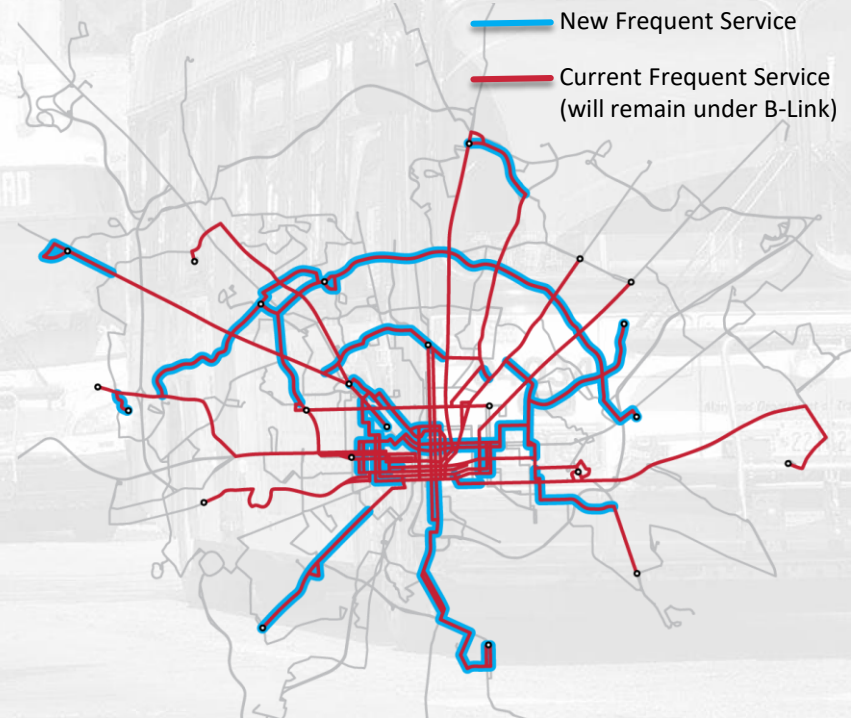 New Frequent Service
Current Frequent Service
(will remain under B-Link)